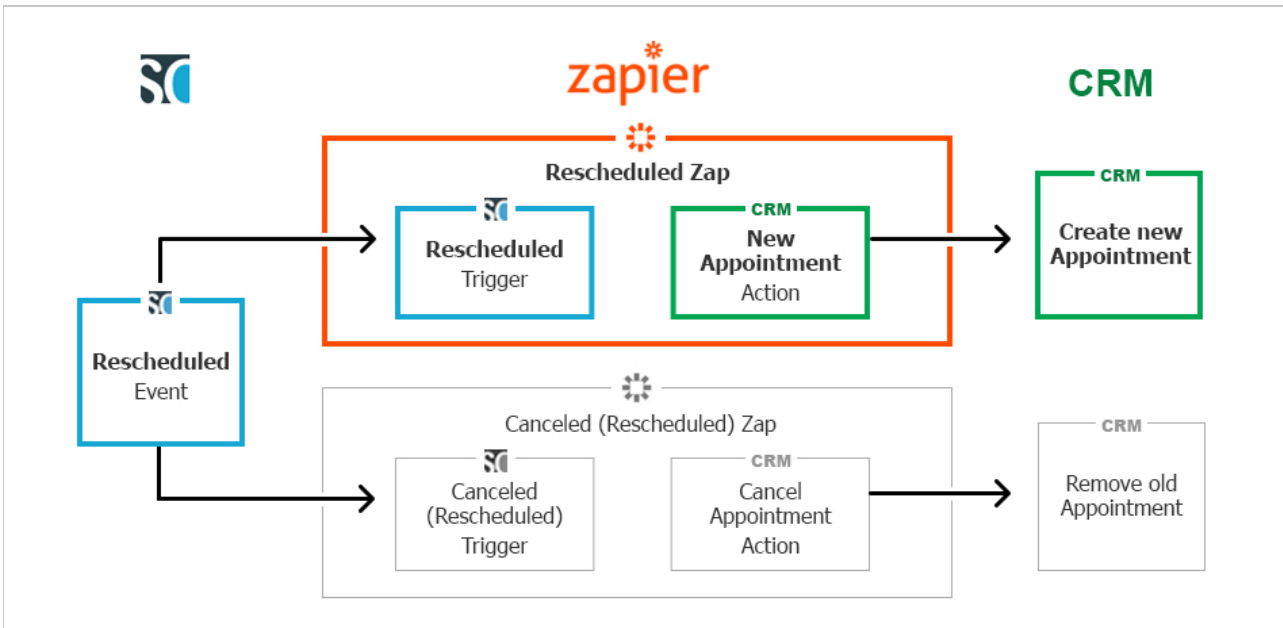 SC
zapier
CRM
Rescheduled Zap
SC
Rescheduled
Trigger
CRM
New
Appointment
Action
CRM
Create new
Appointment
SC
Rescheduled
Event
Canceled (Rescheduled) Zap
SC
Canceled
(Rescheduled)
Trigger
CRM
Cancel
Appointment
Action
CRM
Remove old
Appointment